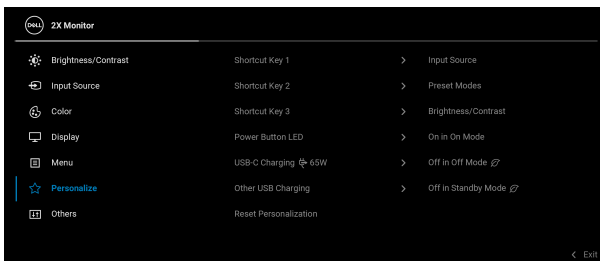 DELL 2X Monitor
Brightness/Contrast Shortcut Key 1 > Input Source
Input Source Shortcut Key 2 > Preset Modes
Color Shortcut Key 3 > Brightness/Contrast
Display Power Button LED > On in On Mode
Menu USB-C Charging 65W > Off in Off Mode
Personalize Other USB Charging > Off in Standby Mode
Others Reset Personalization
< Exit